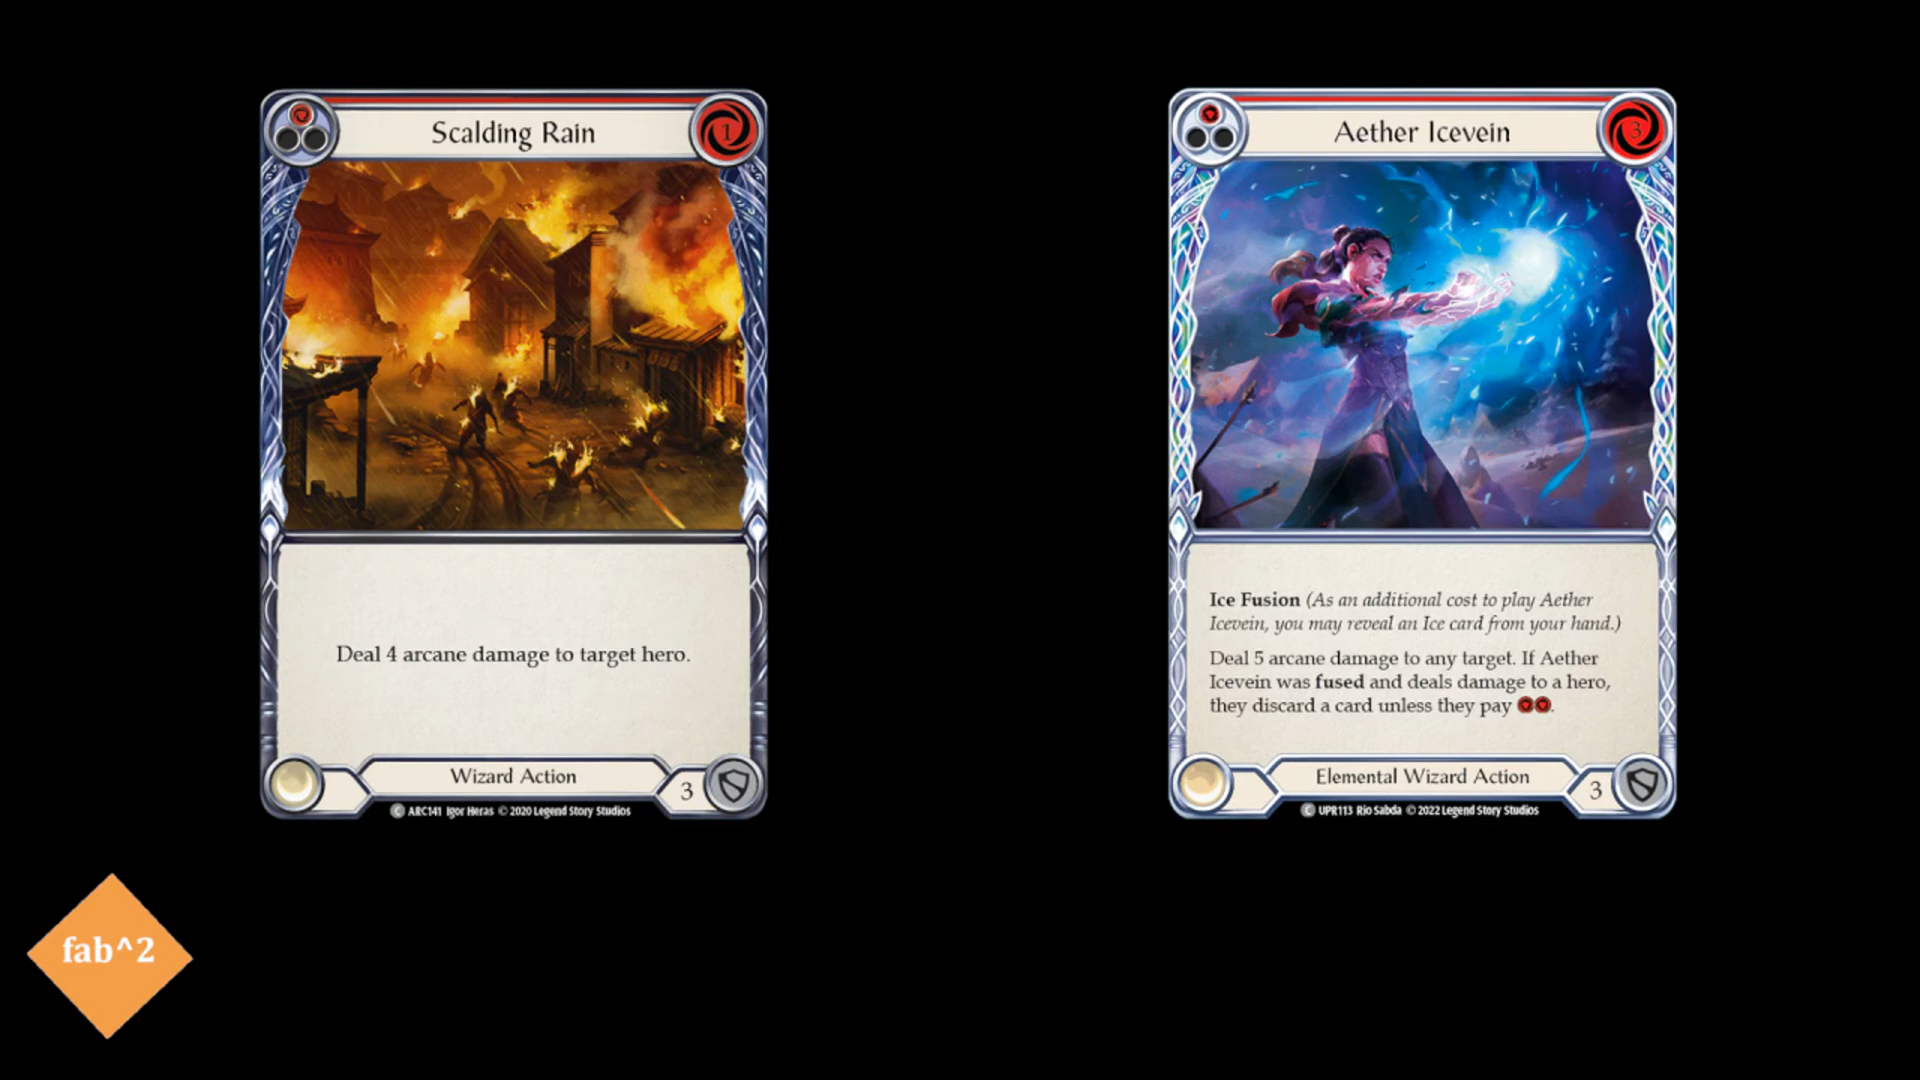 Scalding Rain
1
Deal 4 arcane damage to target hero.
Wizard Action
3
C ARC141 Igor Heras © 2020 Legend Story Studios
Aether Icevein
3
Ice Fusion (As an additional cost to play Aether
Icevein, you may reveal an Ice card from your hand.)
Deal 5 arcane damage to any target. If Aether
Icevein was fused and deals damage to a hero,
they discard a card unless they pay
Elemental Wizard Action
3
C UPR113 Rio Sabda © 2022 Legend Story Studios
fab^2